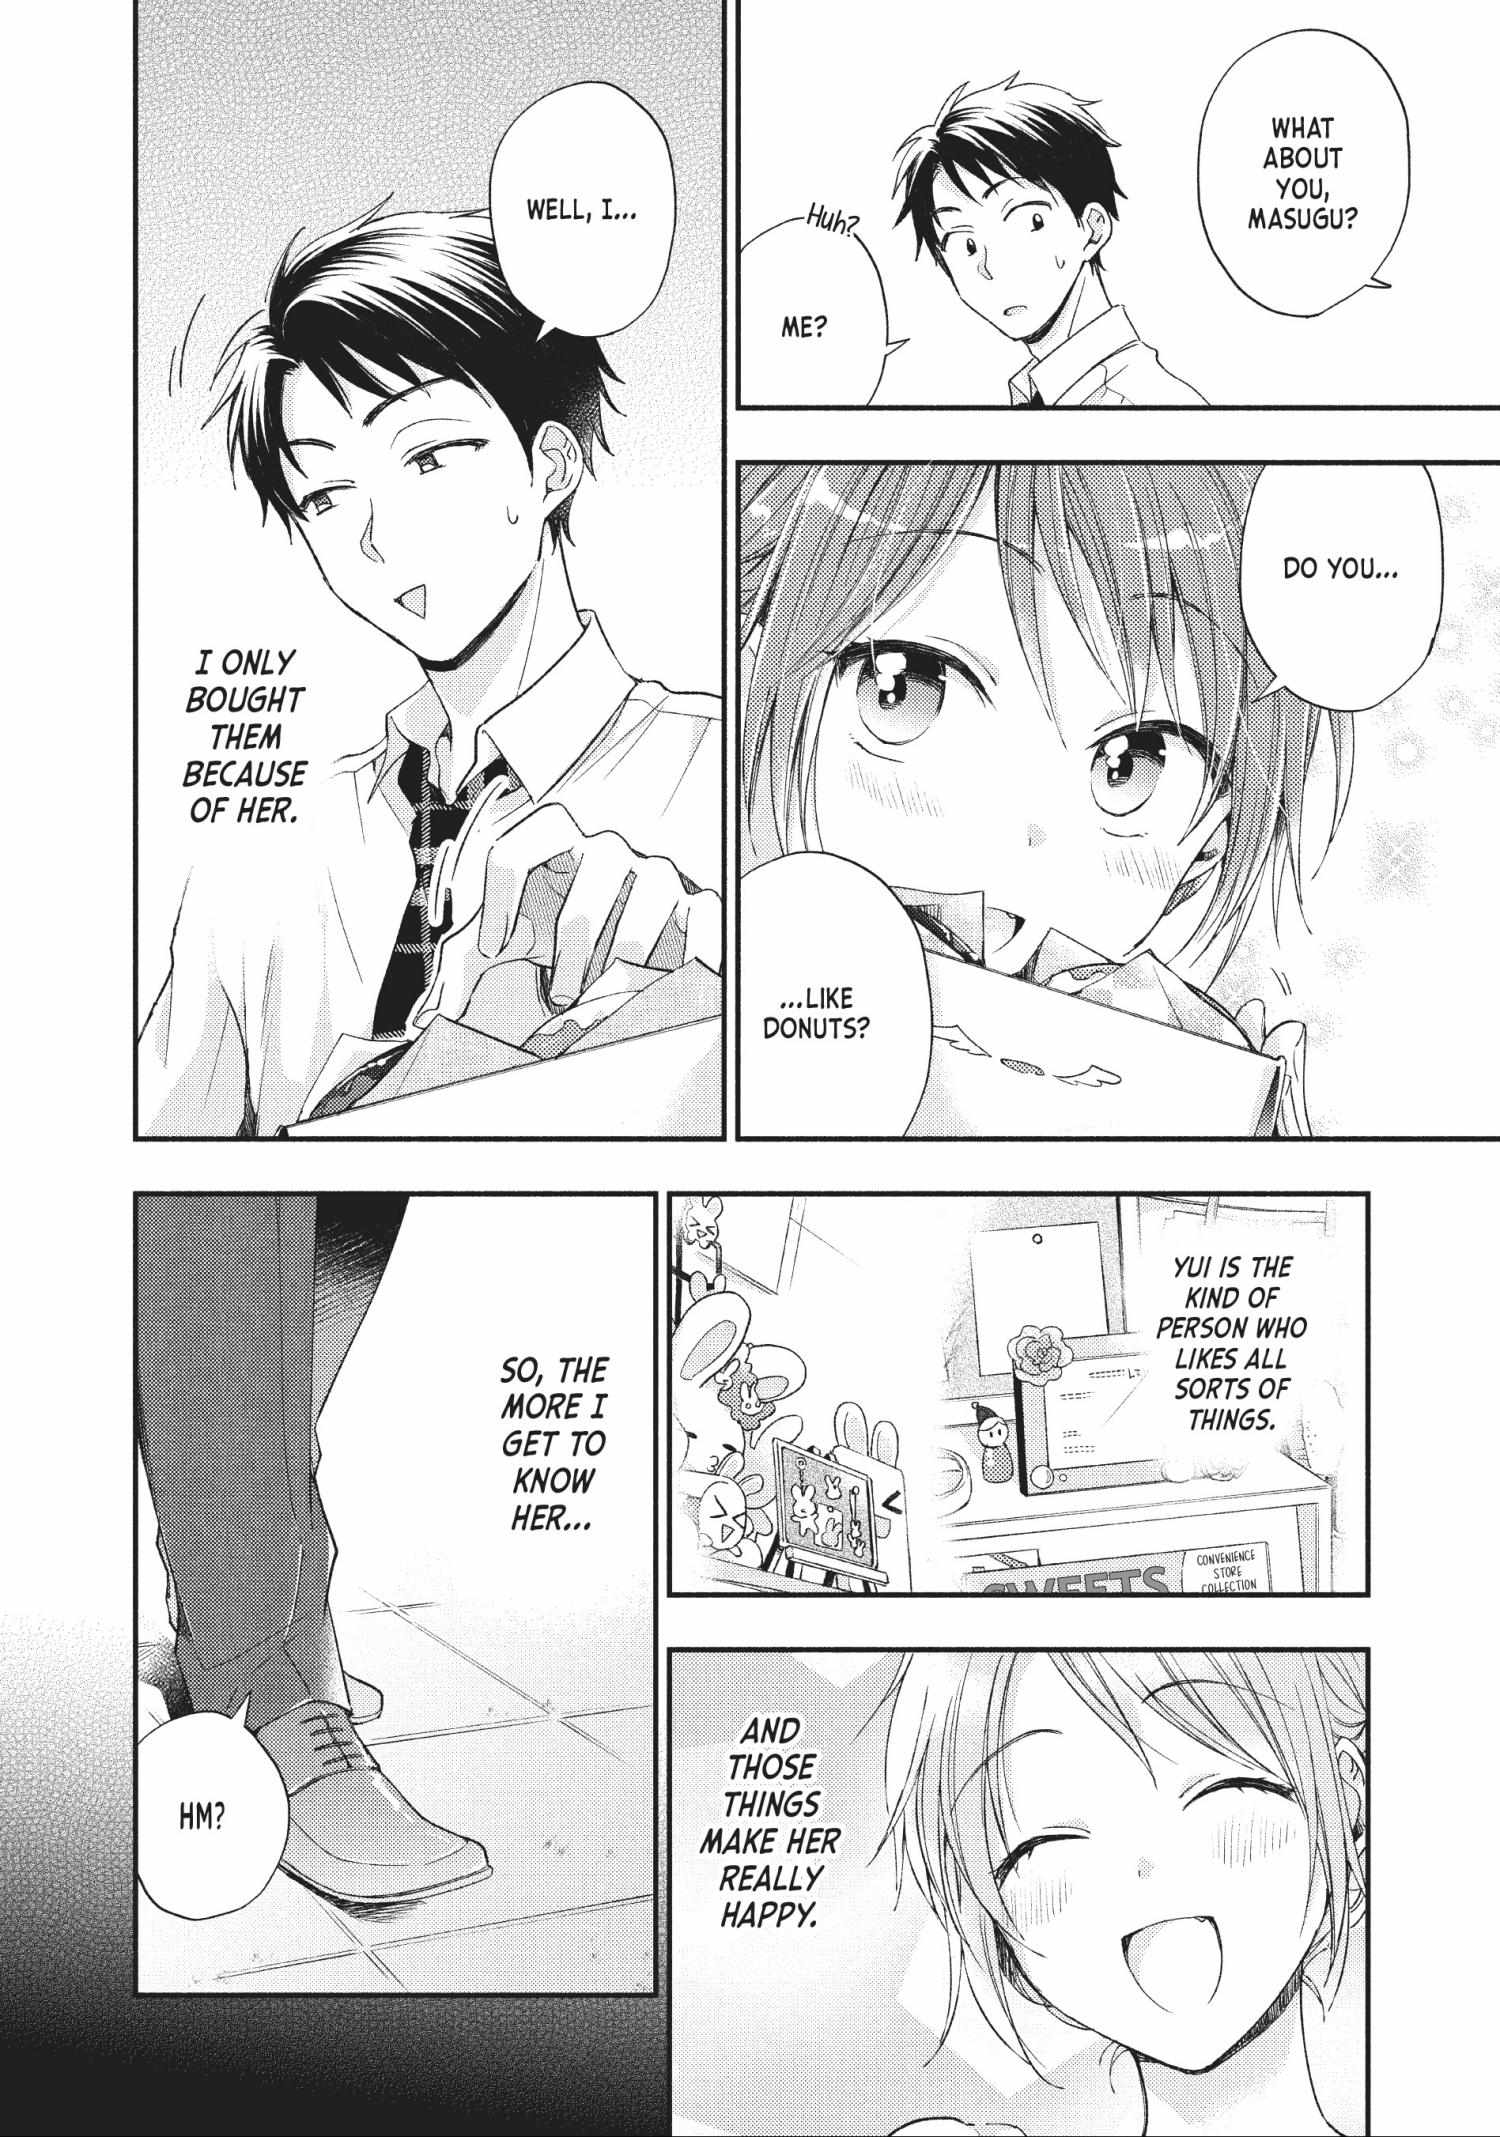 WHAT
ABOUT
YOU,
MASUGU?
Huh?
ME?
DO YOU...
...LIKE
DONUTS?
WELL, I...
I ONLY
BOUGHT
THEM
BECAUSE
OF HER.
YUI IS THE
KIND OF
PERSON WHO
LIKES ALL
SORTS OF
THINGS.
SWEETS
CONVENIENCE
STORE
COLLECTION
AND
THOSE
THINGS
MAKE HER
REALLY
HAPPY.
SO, THE
MORE I
GET TO
KNOW
HER...
HM?